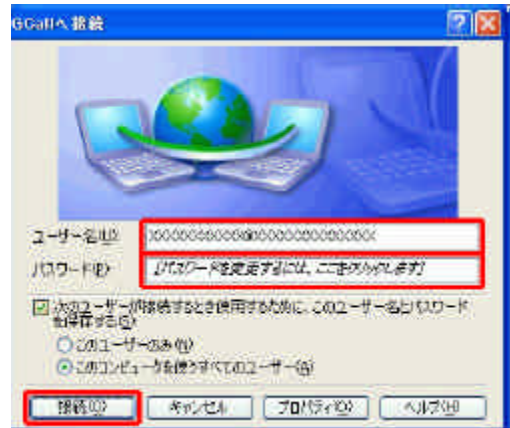 GCallへ接続
ユーザー名(U):
パスワード(P):
[パスワードを変更するには、ここをクリックします]
次のユーザーが接続するとき使用するために、このユーザー名とパスワード
を保存する(S)
このユーザーのみ(N)
このコンピュータを使うすべてのユーザー(A)
接続(D)
キャンセル
プロパティ(O)
ヘルプ(H)